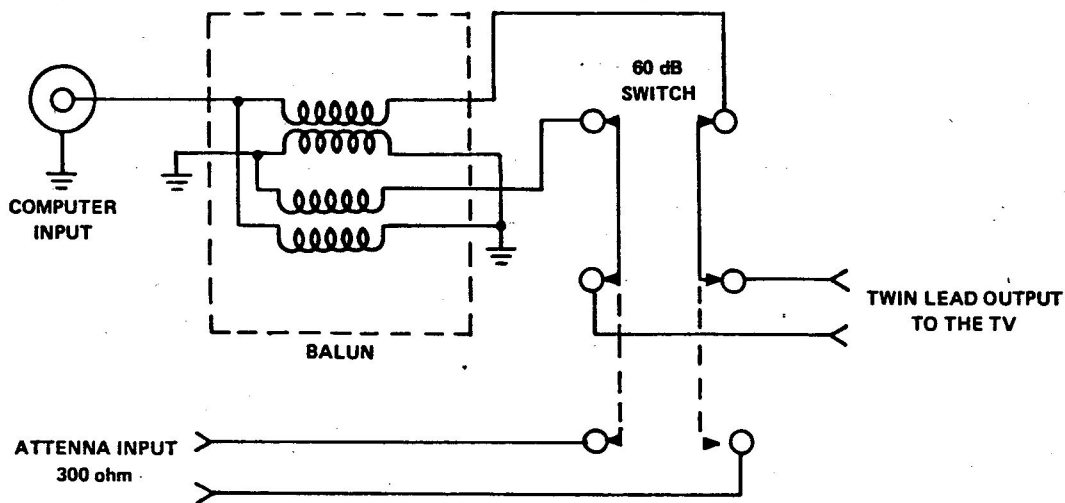 60 dB
SWITCH
COMPUTER
INPUT
BALUN
TWIN LEAD OUTPUT
TO THE TV
ATTENNA INPUT
300 ohm